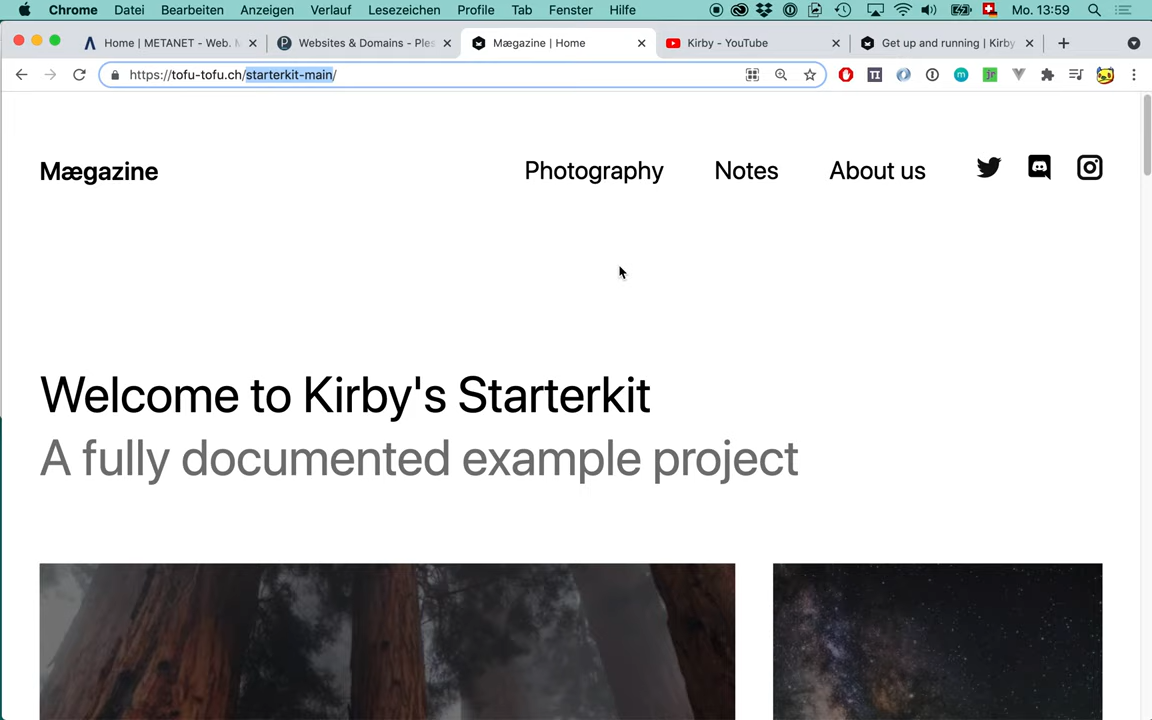 Chrome Datei Bearbeiten Anzeigen Verlauf Lesezeichen Profile Tab Fenster Hilfe Mo. 13:59
Home | METANET - Web. M Websites & Domains - Ples Mægazine | Home Kirby - YouTube Get up and running | Kirby
https://tofu-tofu.ch/starterkit-main/
Mægazine Photography Notes About us
Welcome to Kirby's Starterkit
A fully documented example project